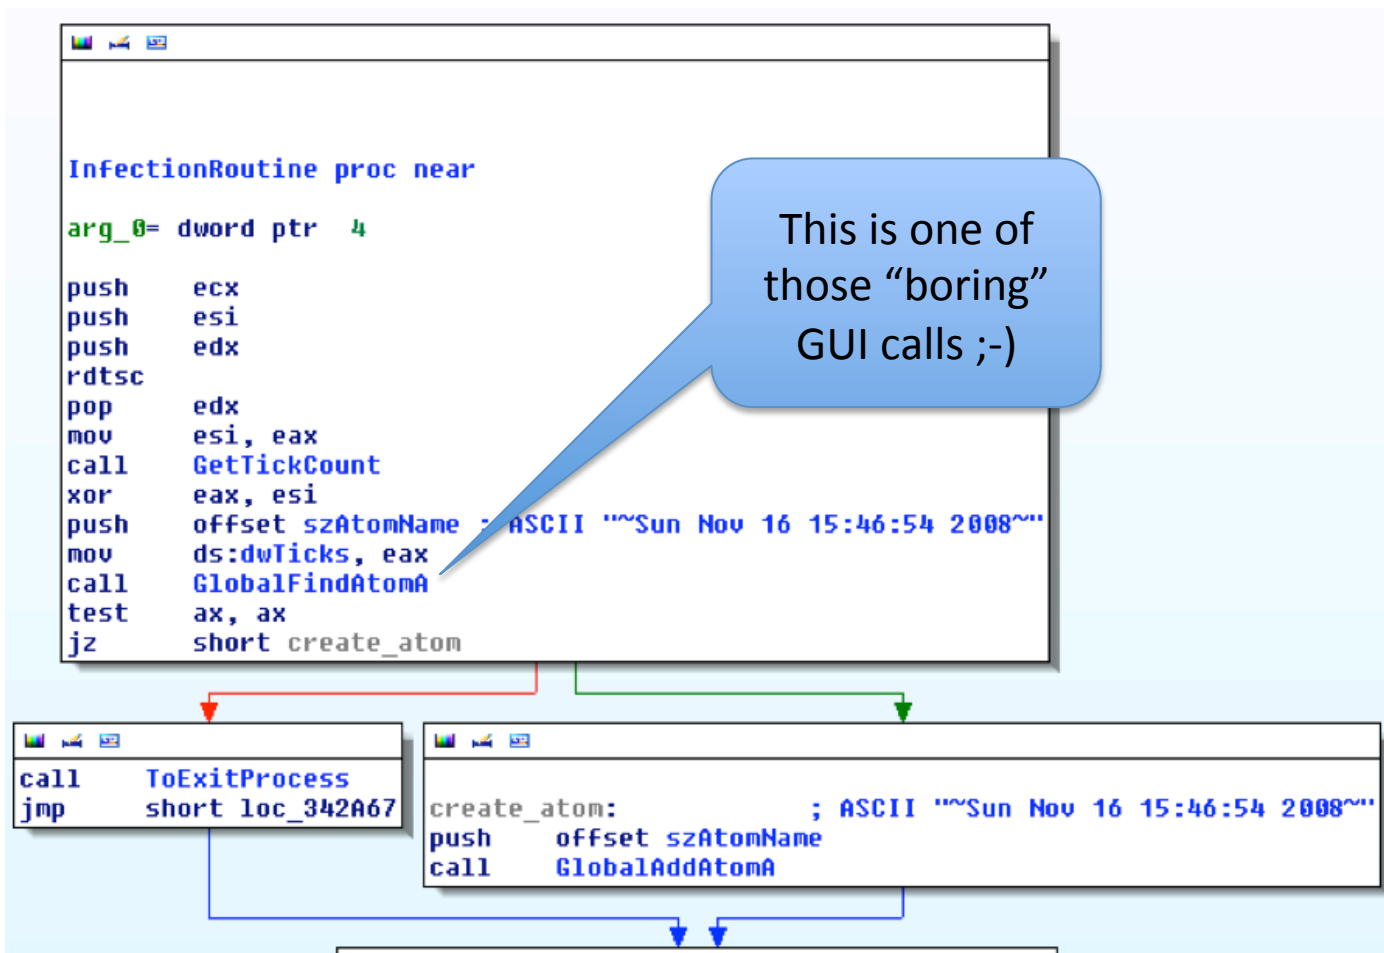 InfectionRoutine proc near
arg_0= dword ptr  4
push ecx
push esi
push edx
rdtsc
pop edx
mov esi, eax
call GetTickCount
xor eax, esi
push offset szAtomName ; ASCII "~Sun Nov 16 15:46:54 2008~"
mov ds:dwTicks, eax
call GlobalFindAtomA
test ax, ax
jz short create_atom
This is one of
those “boring”
GUI calls ;-)
call ToExitProcess
jmp short loc_342A67
create_atom: ; ASCII "~Sun Nov 16 15:46:54 2008~"
push offset szAtomName
call GlobalAddAtomA